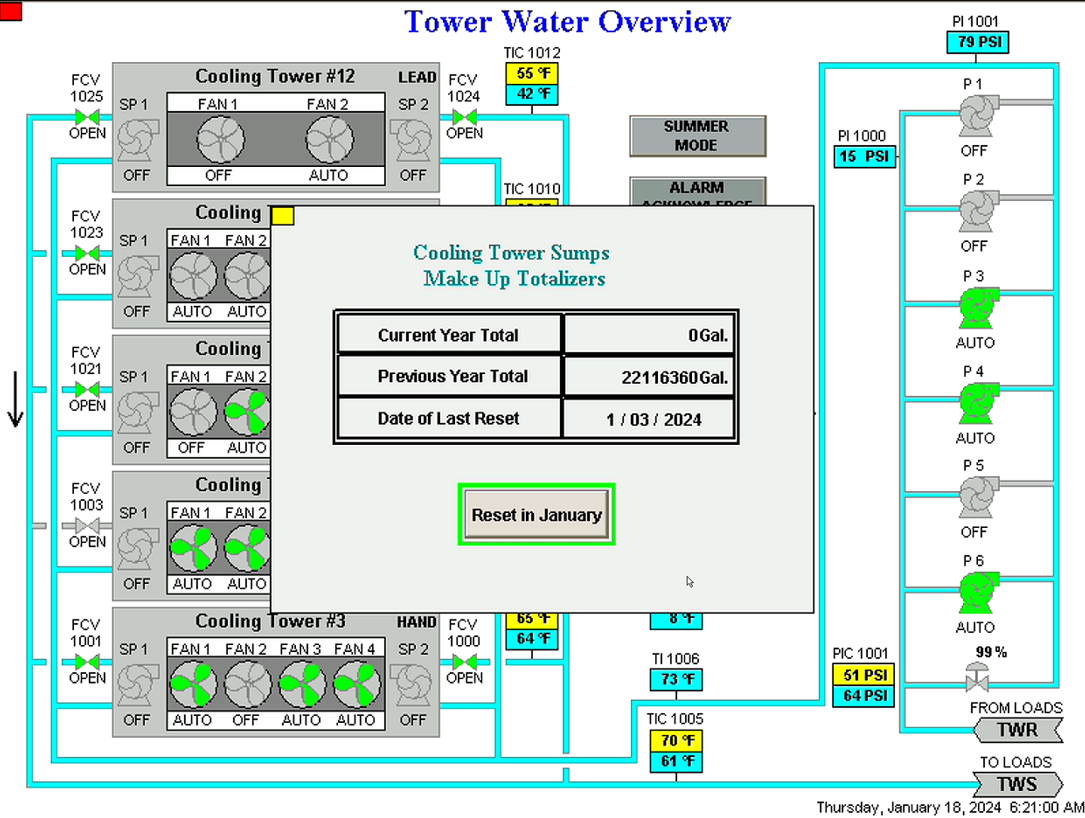 Tower Water Overview
PI 1001
79 PSI
Cooling Tower #12
LEAD
FCV
1025
OPEN
SP 1
OFF
FAN 1
FAN 2
OFF
AUTO
SP 2
OFF
FCV
1024
OPEN
TIC 1012
55 °F
42 °F
SUMMER
MODE
ALARM
ACKNOWLEDGE
PI 1000
15 PSI
P 1
OFF
P 2
OFF
P 3
AUTO
P 4
AUTO
P 5
OFF
P 6
AUTO
TIC 1010
Cooling
FCV
1023
OPEN
SP 1
OFF
FAN 1
FAN 2
AUTO
AUTO
Cooling
FCV
1021
OPEN
SP 1
OFF
FAN 1
FAN 2
OFF
AUTO
Cooling
FCV
1003
OPEN
SP 1
OFF
FAN 1
FAN 2
AUTO
AUTO
Cooling Tower Sumps
Make Up Totalizers
Current Year Total 0Gal.
Previous Year Total 22116360Gal.
Date of Last Reset 1 / 03 / 2024
Reset in January
Cooling Tower #3
HAND
FCV
1001
OPEN
SP 1
OFF
FAN 1
FAN 2
FAN 3
FAN 4
AUTO
OFF
AUTO
AUTO
SP 2
OFF
FCV
1000
OPEN
65 °F
64 °F
8 °F
TI 1006
73 °F
TIC 1005
70 °F
61 °F
PIC 1001
51 PSI
64 PSI
99 %
FROM LOADS
TWR
TO LOADS
TWS
Thursday, January 18, 2024 6:21:00 AM